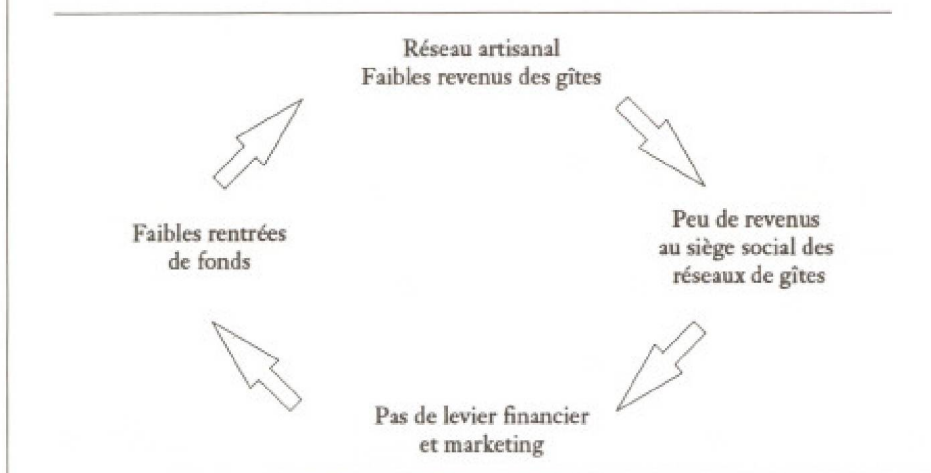 Réseau artisanal
Faibles revenus des gîtes
Peu de revenus
au siège social des
réseaux de gîtes
Pas de levier financier
et marketing
Faibles rentrées
de fonds